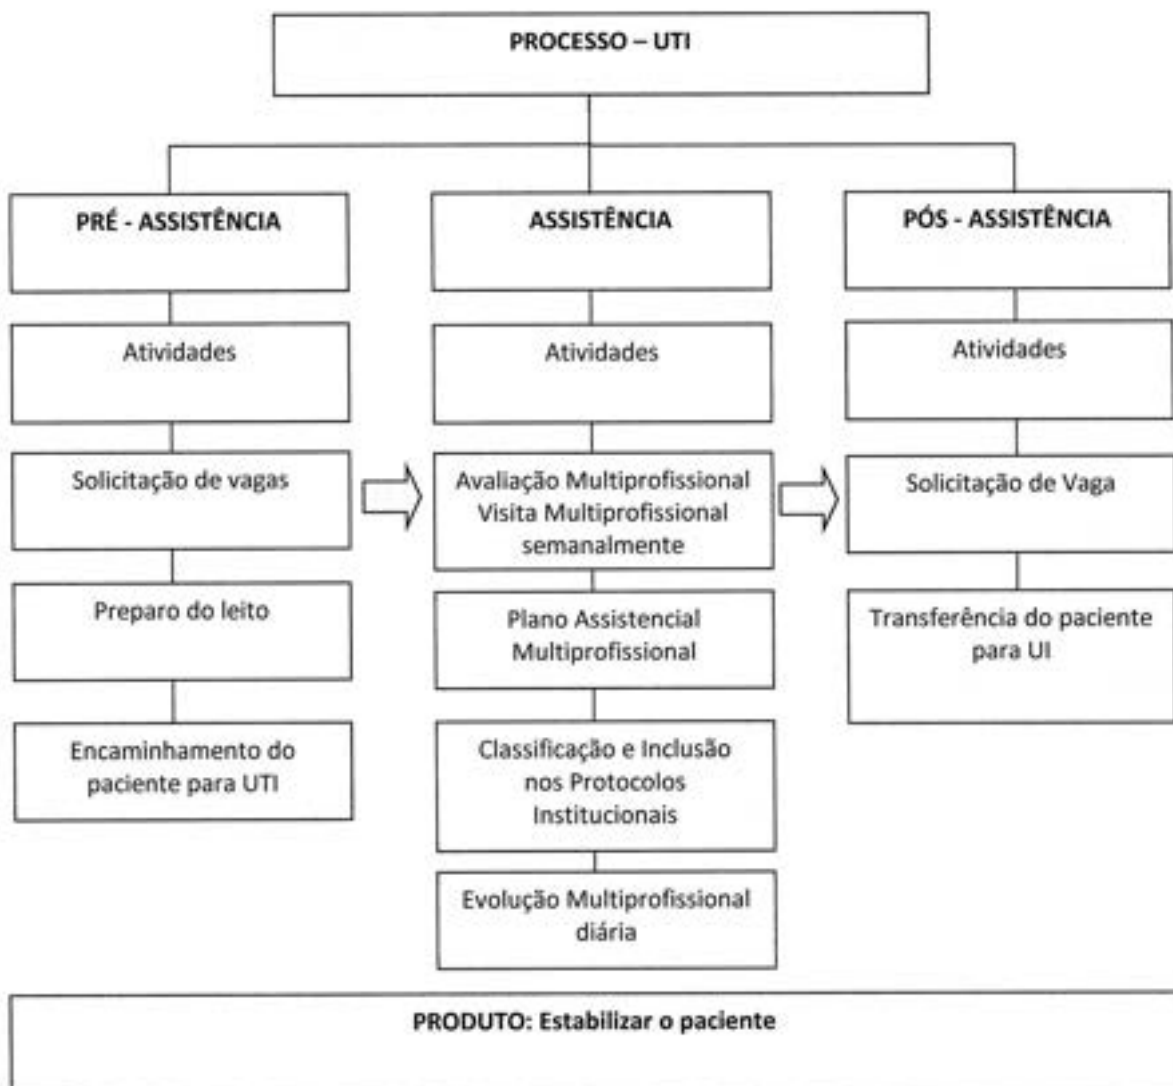 PROCESSO – UTI
PRÉ - ASSISTÊNCIA
ASSISTÊNCIA
PÓS - ASSISTÊNCIA
Atividades
Atividades
Atividades
Solicitação de vagas
Avaliação Multiprofissional
Visita Multiprofissional
semanalmente
Solicitação de Vaga
Preparo do leito
Plano Assistencial
Multiprofissional
Transferência do paciente
para UI
Encaminhamento do
paciente para UTI
Classificação e Inclusão
nos Protocolos
Institucionais
Evolução Multiprofissional
diária
PRODUTO: Estabilizar o paciente